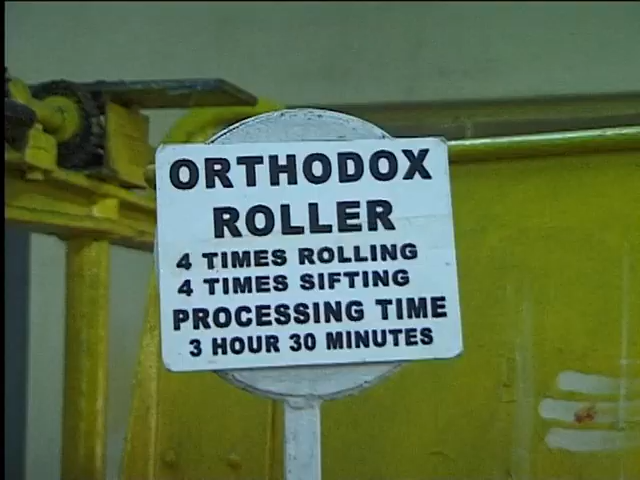 ORTHODOX
ROLLER
4 TIMES ROLLING
4 TIMES SIFTING
PROCESSING TIME
3 HOUR 30 MINUTES